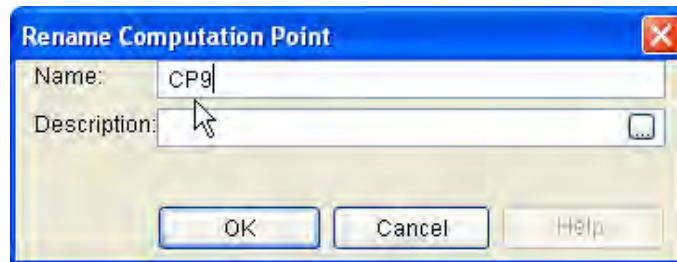 Rename Computation Point
Name: CP9
Description: ...
OK Cancel Help